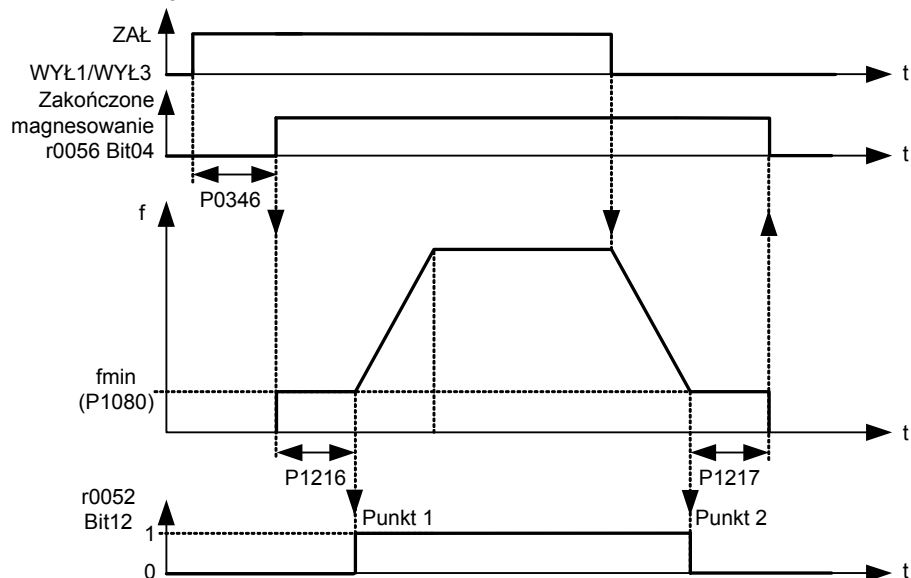 ZAŁ
WYŁ1/WYŁ3
t
Zakończone
magnesowanie
r0056 Bit04
t
P0346
f
fmin
(P1080)
t
P1216
P1217
r0052
Bit12
Punkt 1
Punkt 2
1
0
t